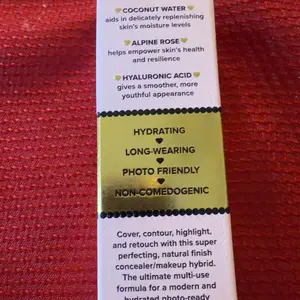 COCONUT WATER
aids in delicately replenishing
skin's moisture levels
ALPINE ROSE
helps empower skin's health
and resilience
HYALURONIC ACID
gives a smoother, more
youthful appearance
HYDRATING
LONG-WEARING
PHOTO FRIENDLY
NON-COMEDOGENIC
Cover, contour, highlight,
and retouch with this super
perfecting, natural finish
concealer/makeup hybrid.
The ultimate multi-use
formula for a modern and
hydrated photo-ready